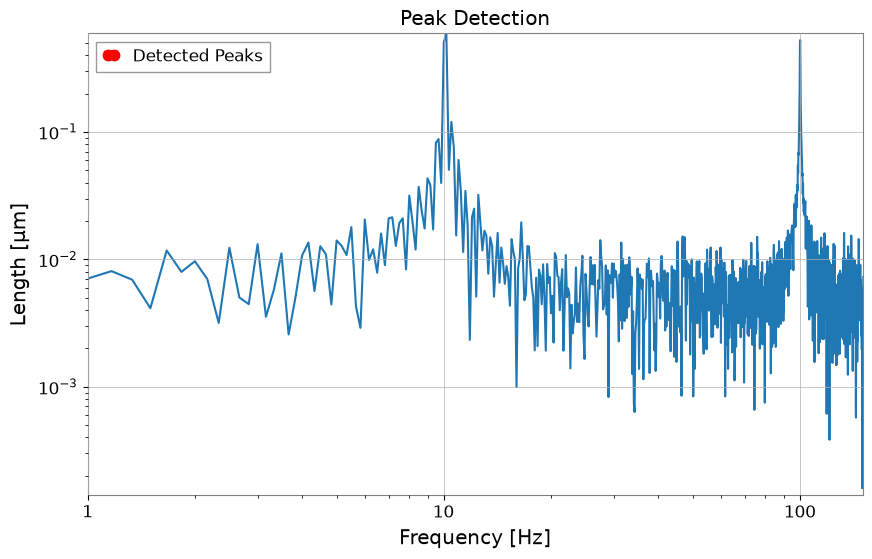 Peak Detection
Detected Peaks
Length [µm]
10⁻¹
10⁻²
10⁻³
1
10
100
Frequency [Hz]